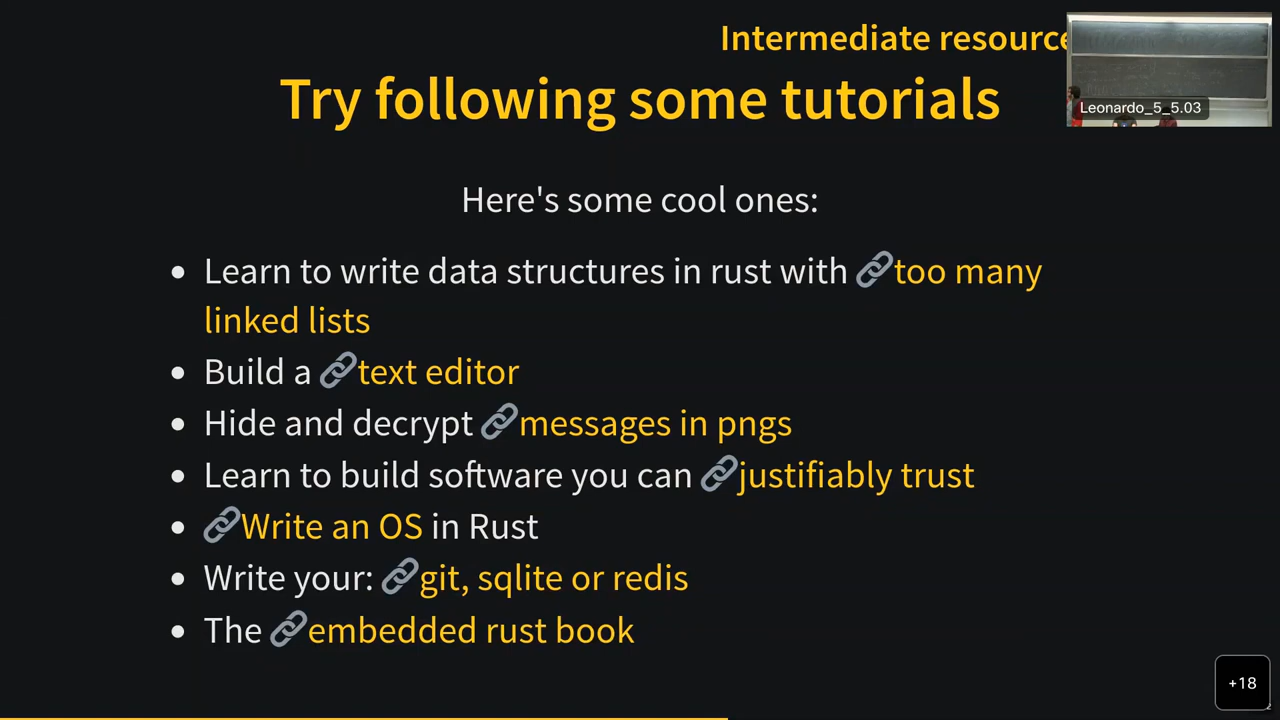 Intermediate resource
Try following some tutorials
Leonardo_5_5.03
Here's some cool ones:
Learn to write data structures in rust with too many
linked lists
Build a text editor
Hide and decrypt messages in pngs
Learn to build software you can justifiably trust
Write an OS in Rust
Write your: git, sqlite or redis
The embedded rust book
+18